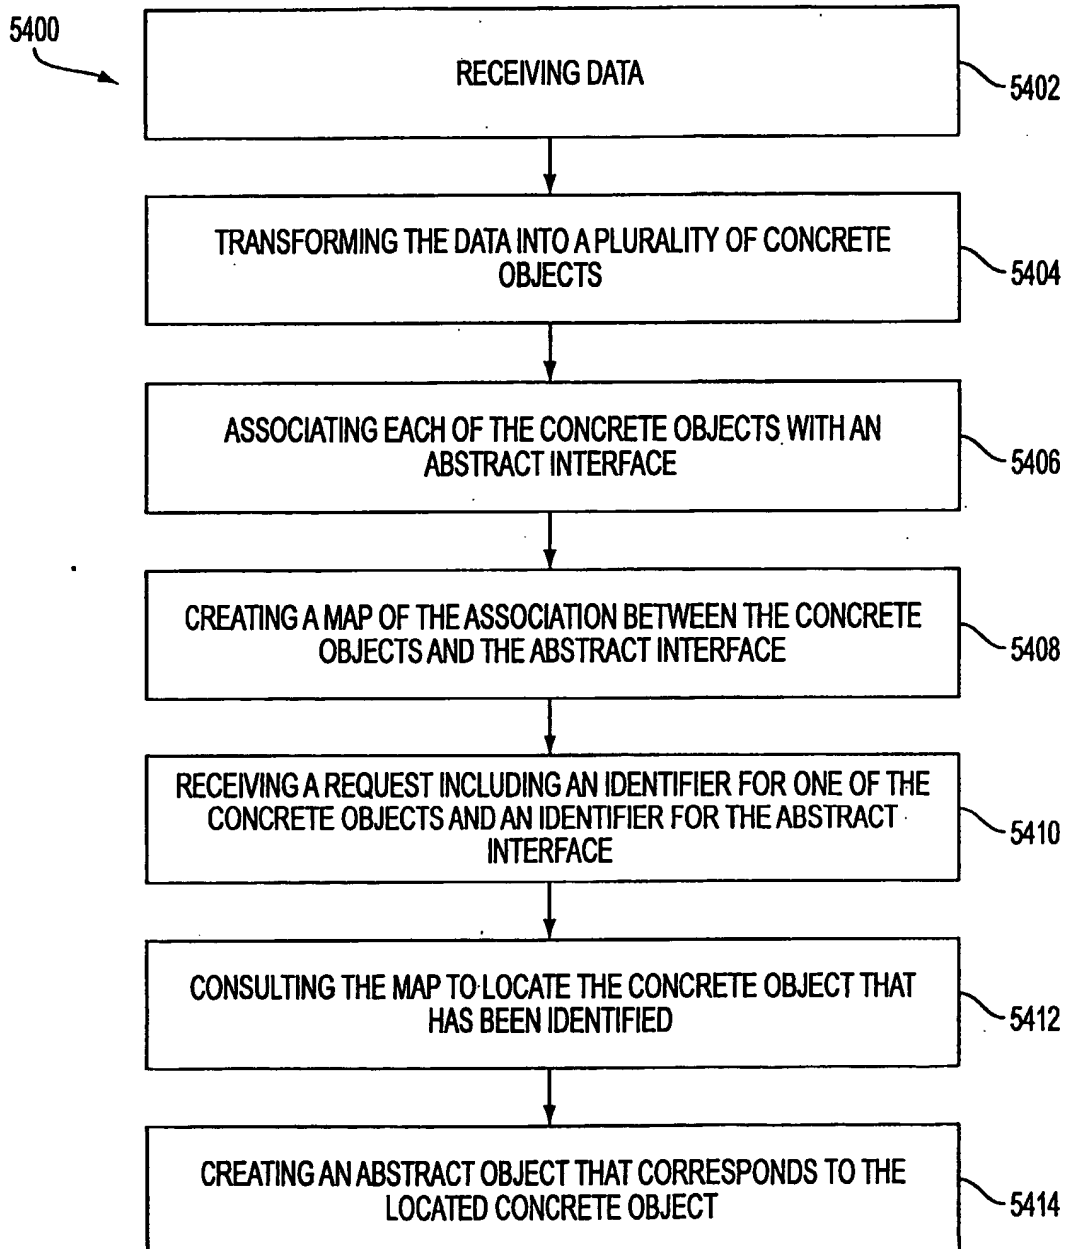 5400
RECEIVING DATA
5402
TRANSFORMING THE DATA INTO A PLURALITY OF CONCRETE
OBJECTS
5404
ASSOCIATING EACH OF THE CONCRETE OBJECTS WITH AN
ABSTRACT INTERFACE
5406
CREATING A MAP OF THE ASSOCIATION BETWEEN THE CONCRETE
OBJECTS AND THE ABSTRACT INTERFACE
5408
RECEIVING A REQUEST INCLUDING AN IDENTIFIER FOR ONE OF THE
CONCRETE OBJECTS AND AN IDENTIFIER FOR THE ABSTRACT
INTERFACE
5410
CONSULTING THE MAP TO LOCATE THE CONCRETE OBJECT THAT
HAS BEEN IDENTIFIED
5412
CREATING AN ABSTRACT OBJECT THAT CORRESPONDS TO THE
LOCATED CONCRETE OBJECT
5414